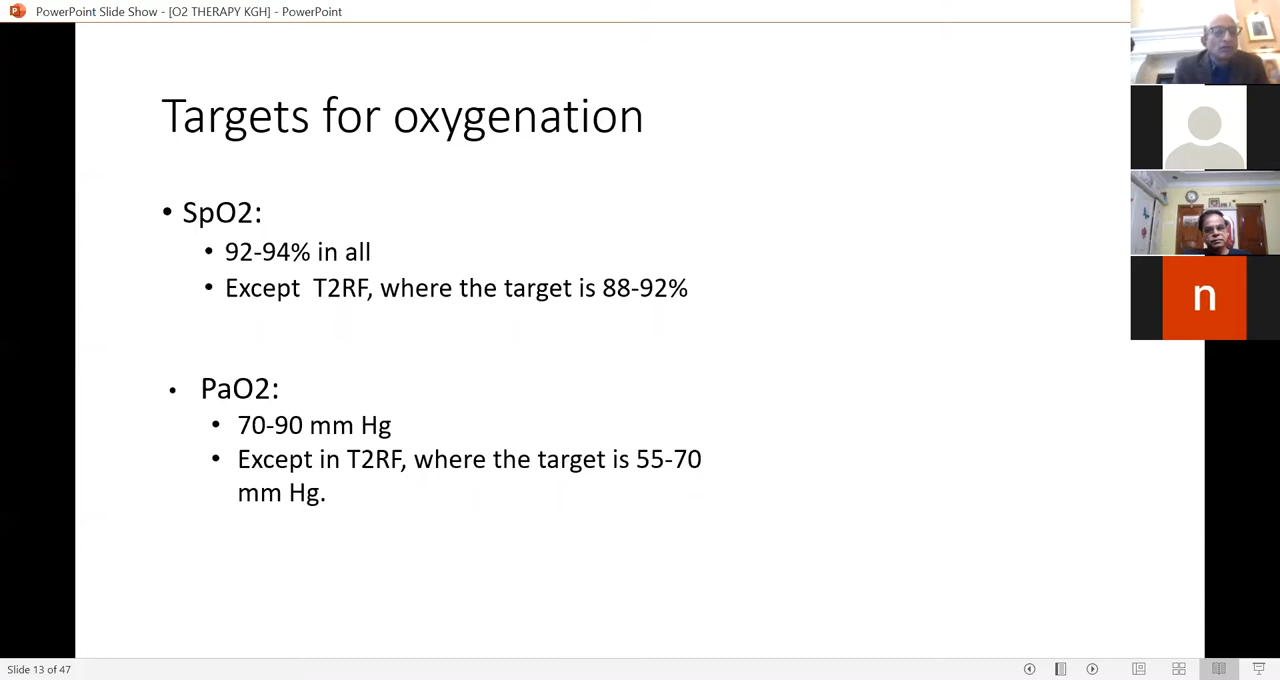 PowerPoint Slide Show - [O2 THERAPY KGH] - PowerPoint
Targets for oxygenation
• SpO2:
• 92-94% in all
• Except  T2RF, where the target is 88-92%
• PaO2:
• 70-90 mm Hg
• Except in T2RF, where the target is 55-70
mm Hg.
n
Slide 13 of 47